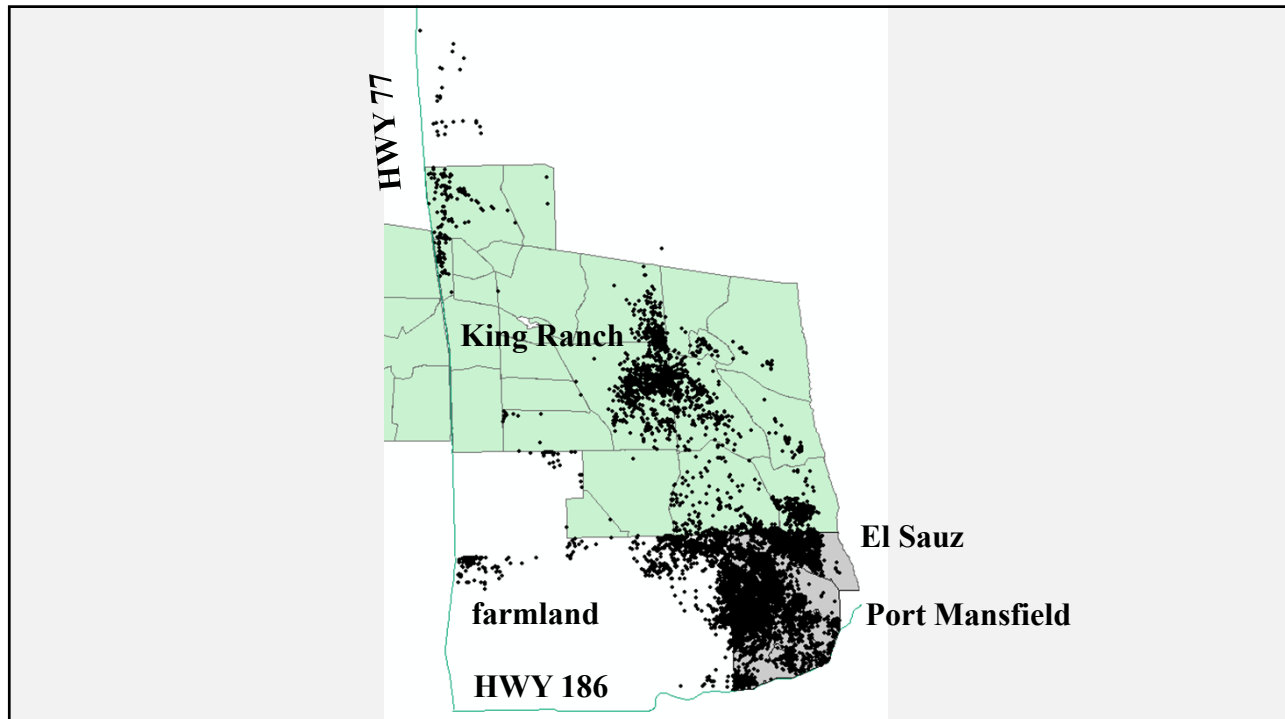 HWY 77
King Ranch
El Sauz
farmland
Port Mansfield
HWY 186